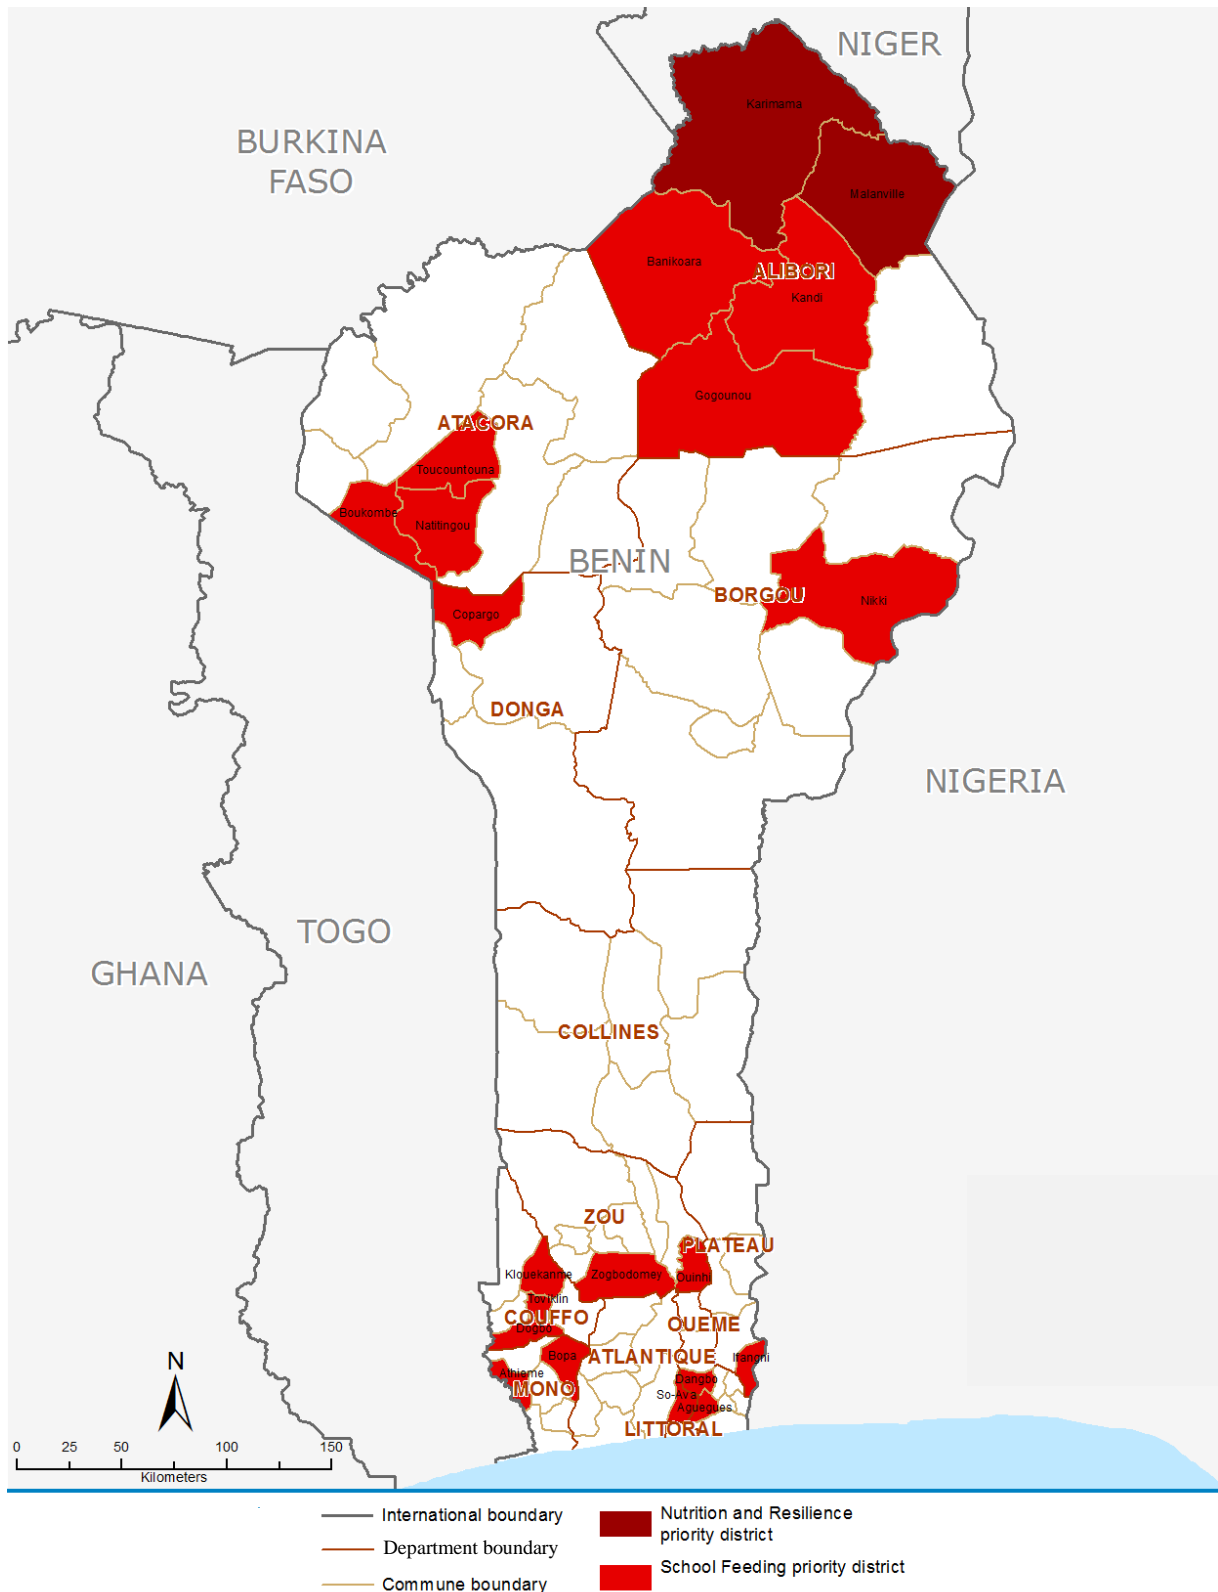 NIGER
Karimama
BURKINA
FASO
Malanville
Banikoara
ALIBORI
Kandi
Gogounou
ATACORA
Toucountouna
Boukombe
Natitingou
BENIN
BORGOU
Nikki
Copargo
DONGA
NIGERIA
TOGO
GHANA
COLLINES
ZOU
PLATEAU
Klouekanme
Zogbodomey
Ouinhi
Toviklin
COUFFO
OUEME
Dogbo
Bopa
ATLANTIQUE
Ifangni
N
Athieme
Dangbo
MONO
So-Ava
Aguegues
LITTORAL
0 25 50 100 150
Kilometers
International boundary
Department boundary
Commune boundary
Nutrition and Resilience
priority district
School Feeding priority district